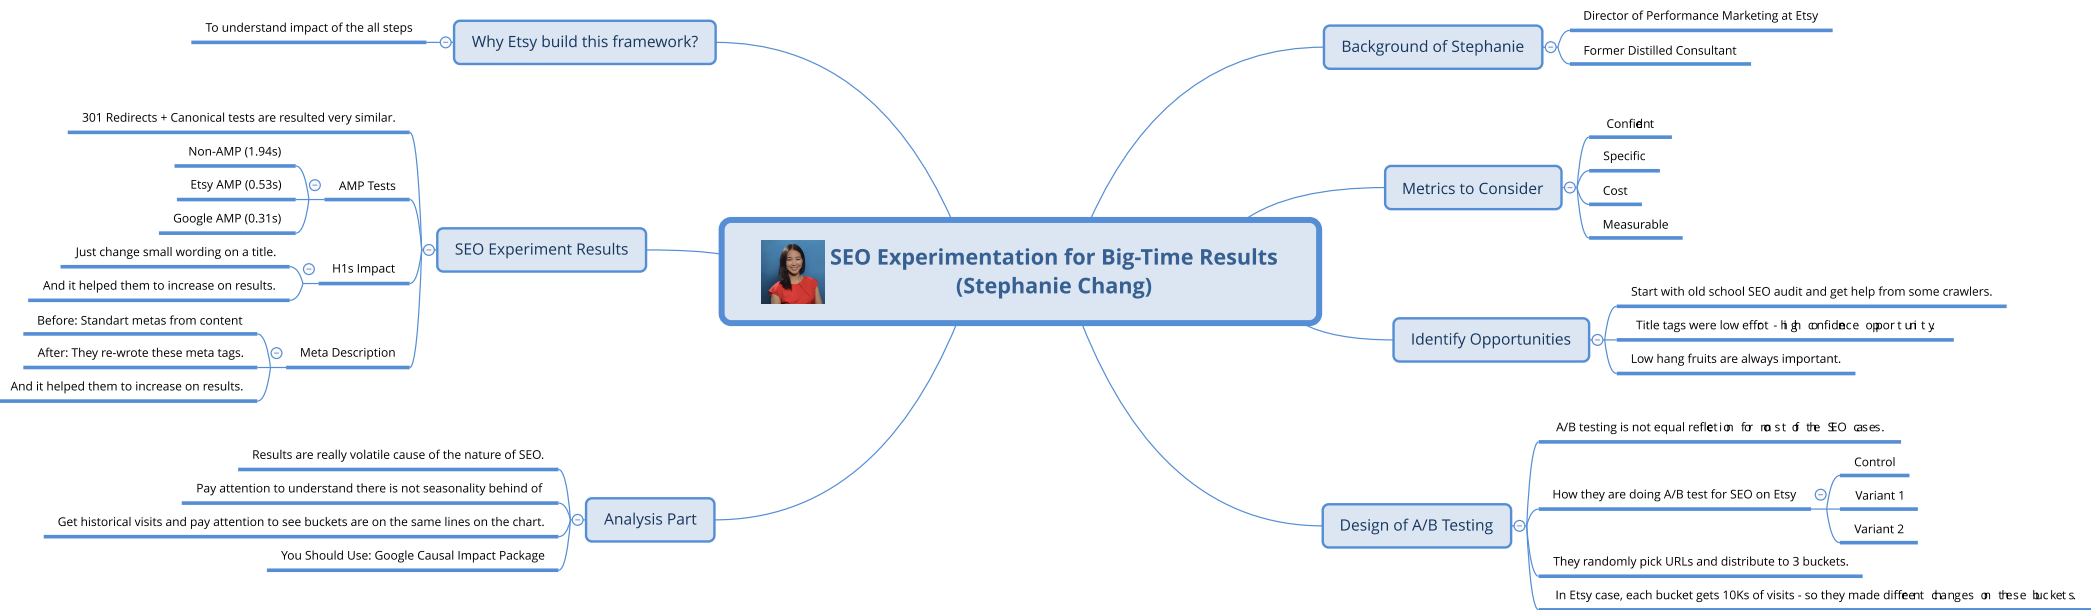 SEO Experimentation for Big-Time Results
(Stephanie Chang)
Background of Stephanie
Director of Performance Marketing at Etsy
Former Distilled Consultant
Metrics to Consider
Confident
Specific
Cost
Measurable
Identify Opportunities
Start with old school SEO audit and get help from some crawlers.
Title tags were low effort - high confidence opportunity.
Low hang fruits are always important.
Design of A/B Testing
A/B testing is not equal reflection for most of the SEO cases.
How they are doing A/B test for SEO on Etsy
Control
Variant 1
Variant 2
They randomly pick URLs and distribute to 3 buckets.
In Etsy case, each bucket gets 10Ks of visits - so they made different changes on these buckets.
Why Etsy build this framework?
To understand impact of the all steps
SEO Experiment Results
301 Redirects + Canonical tests are resulted very similar.
AMP Tests
Non-AMP (1.94s)
Etsy AMP (0.53s)
Google AMP (0.31s)
H1s Impact
Just change small wording on a title.
And it helped them to increase on results.
Meta Description
Before: Standart metas from content
After: They re-wrote these meta tags.
And it helped them to increase on results.
Analysis Part
Results are really volatile cause of the nature of SEO.
Pay attention to understand there is not seasonality behind of
Get historical visits and pay attention to see buckets are on the same lines on the chart.
You Should Use: Google Causal Impact Package